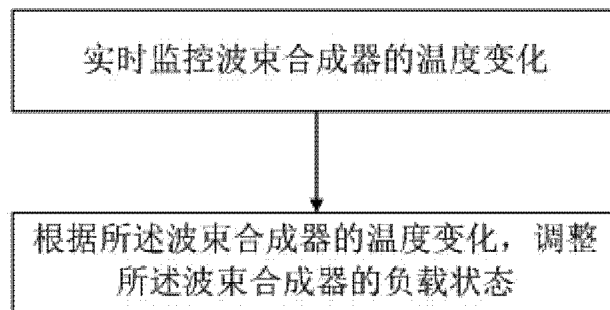 实时监控波束合成器的温度变化
根据所述波束合成器的温度变化，调整
所述波束合成器的负载状态